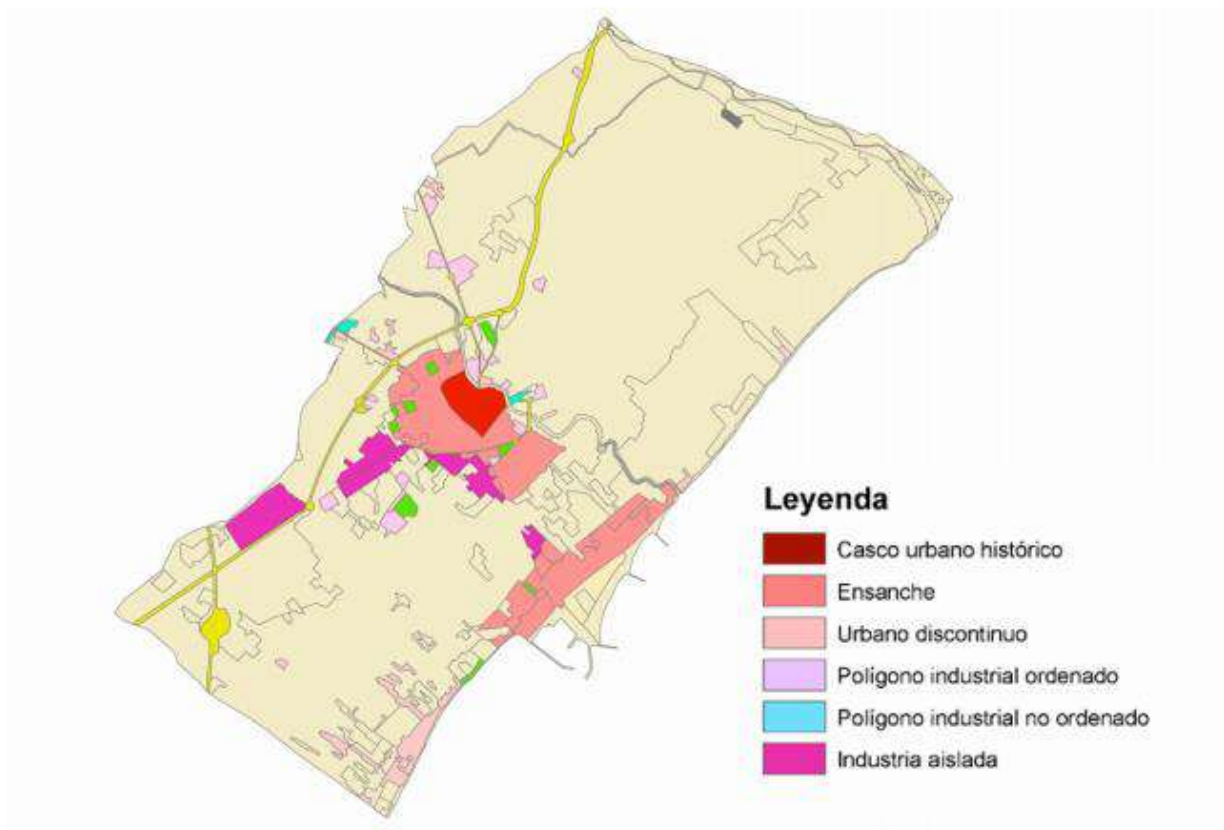 Leyenda
Casco urbano histórico
Ensanche
Urbano discontinuo
Polígono industrial ordenado
Polígono industrial no ordenado
Industria aislada